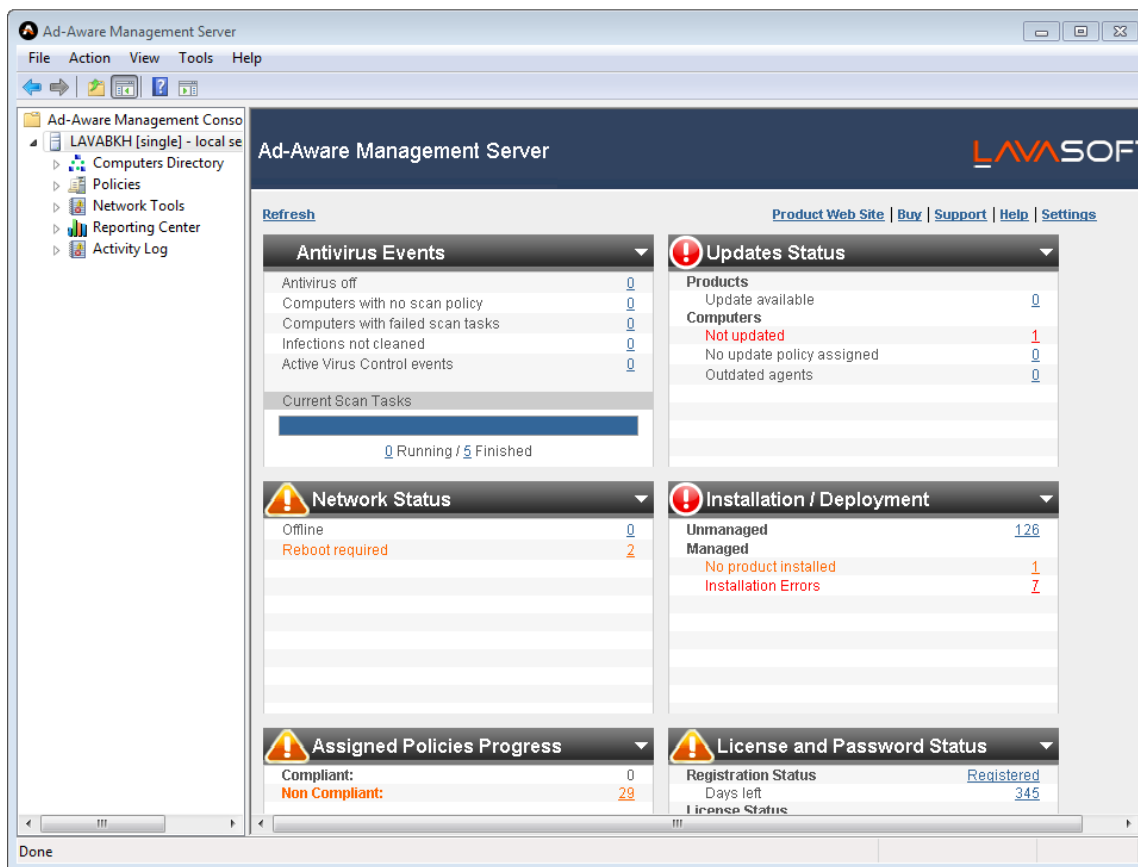 Ad-Aware Management Server
File Action View Tools Help
Ad-Aware Management Conso
LAVABKH [single] - local se
Computers Directory
Policies
Network Tools
Reporting Center
Activity Log
Ad-Aware Management Server
LAVASOFT
Refresh
Product Web Site | Buy | Support | Help | Settings
Antivirus Events
Antivirus off 0
Computers with no scan policy 0
Computers with failed scan tasks 0
Infections not cleaned 0
Active Virus Control events 0
Current Scan Tasks
0 Running / 5 Finished
Updates Status
Products
Update available 0
Computers
Not updated 1
No update policy assigned 0
Outdated agents 0
Network Status
Offline 0
Reboot required 2
Installation / Deployment
Unmanaged 126
Managed
No product installed 1
Installation Errors 7
Assigned Policies Progress
Compliant: 0
Non Compliant: 29
License and Password Status
Registration Status Registered
Days left 345
License Status
Done